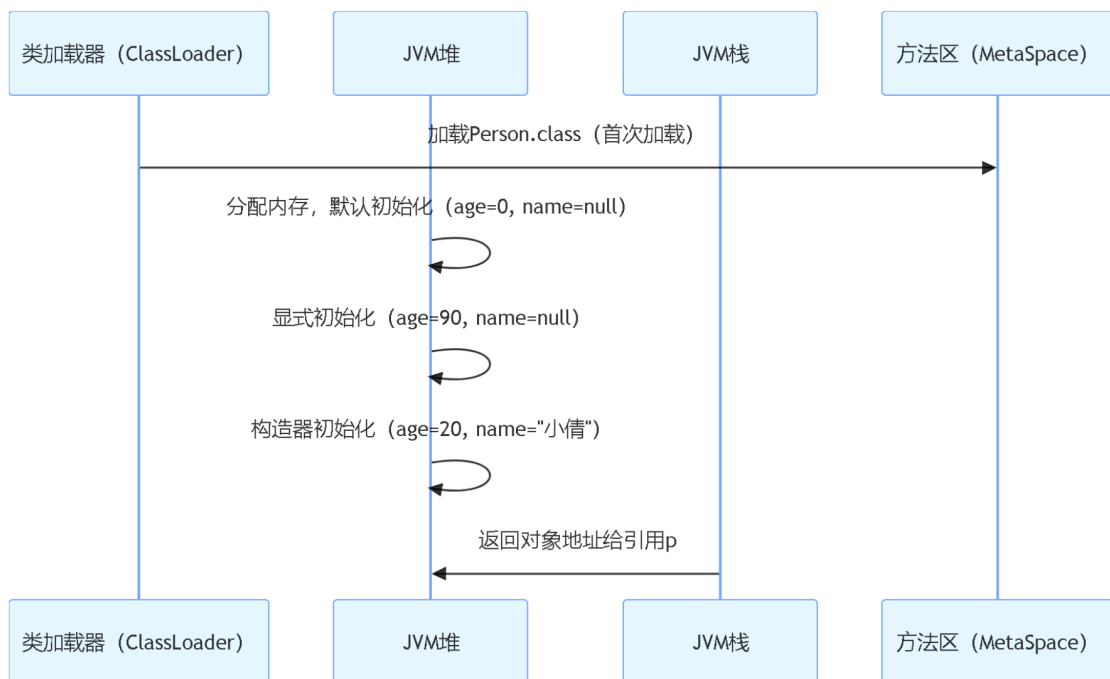 类加载器（ClassLoader）
JVM堆
JVM栈
方法区（MetaSpace）
加载Person.class（首次加载）
分配内存，默认初始化（age=0, name=null）
显式初始化（age=90, name=null）
构造器初始化（age=20, name="小倩"）
返回对象地址给引用p
类加载器（ClassLoader）
JVM堆
JVM栈
方法区（MetaSpace）